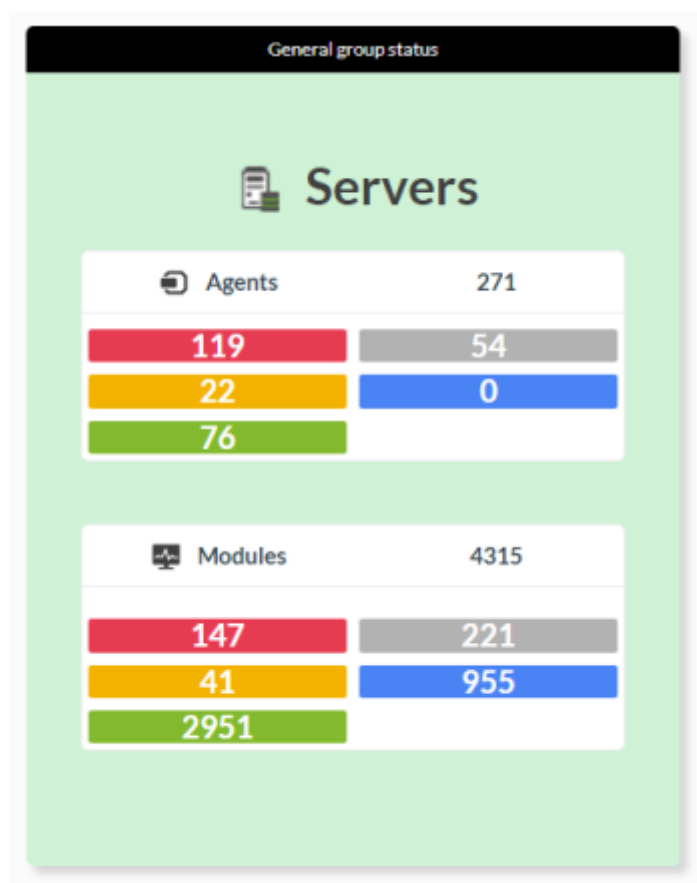 General group status
Servers
Agents 271
119 54
22 0
76
Modules 4315
147 221
41 955
2951